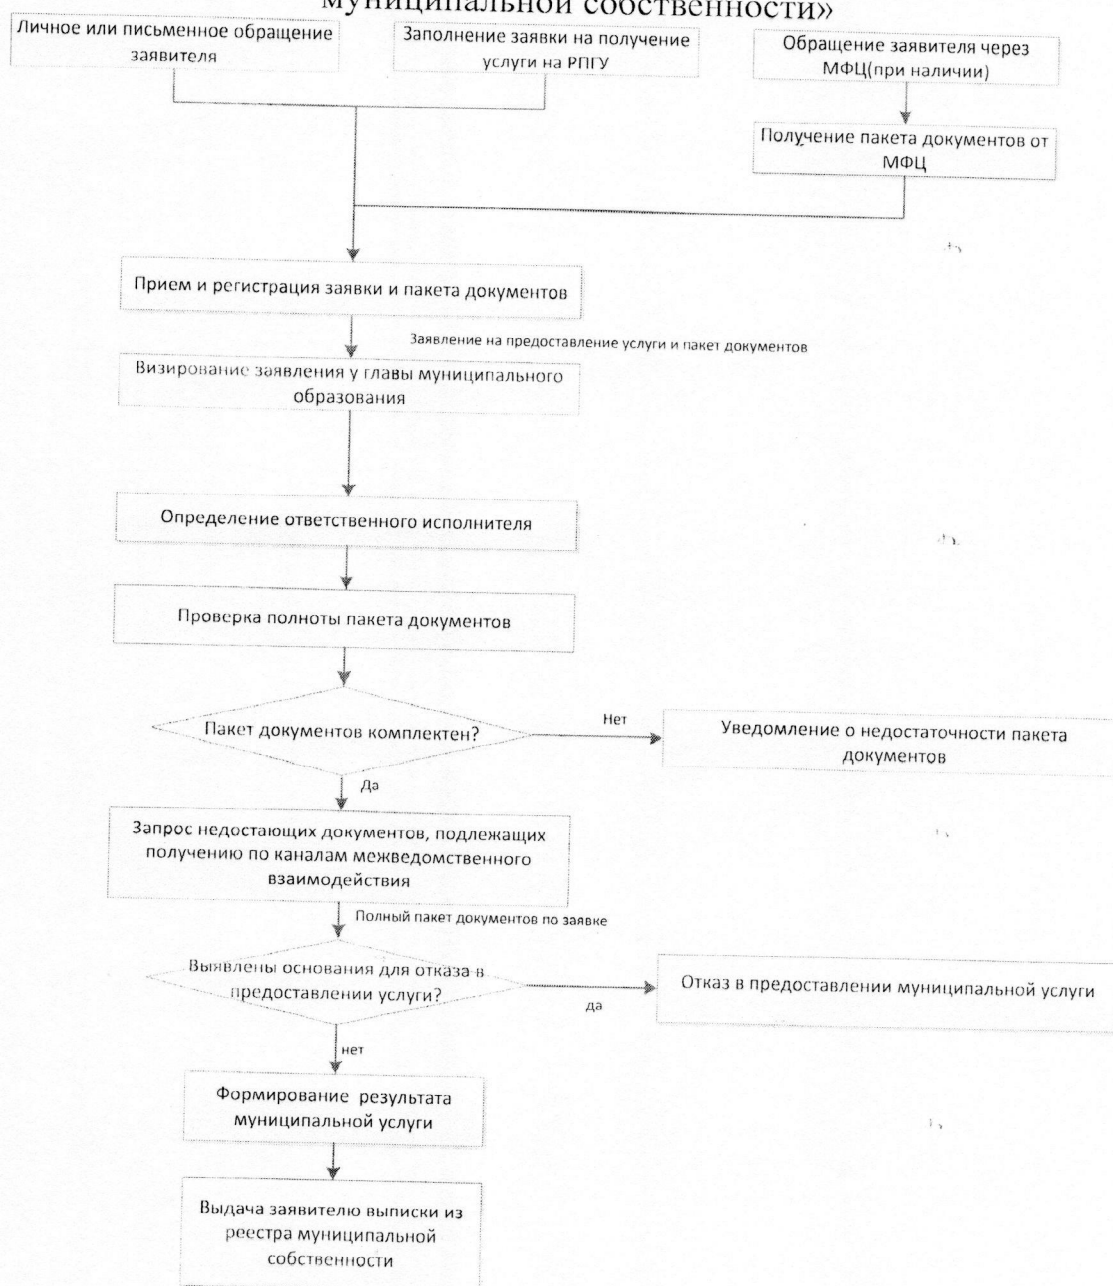 муниципальной собственности»
Личное или письменное обращение
заявителя
Заполнение заявки на получение
услуги на РПГУ
Обращение заявителя через
МФЦ(при наличии)
Получение пакета документов от
МФЦ
Прием и регистрация заявки и пакета документов
Заявление на предоставление услуги и пакет документов
Визирование заявления у главы муниципального
образования
Определение ответственного исполнителя
Проверка полноты пакета документов
Пакет документов комплектен?
Нет
Уведомление о недостаточности пакета
документов
Да
Запрос недостающих документов, подлежащих
получению по каналам межведомственного
взаимодействия
Полный пакет документов по заявке
Выявлены основания для отказа в
предоставлении услуги?
да
Отказ в предоставлении муниципальной услуги
нет
Формирование результата
муниципальной услуги
Выдача заявителю выписки из
реестра муниципальной
собственности